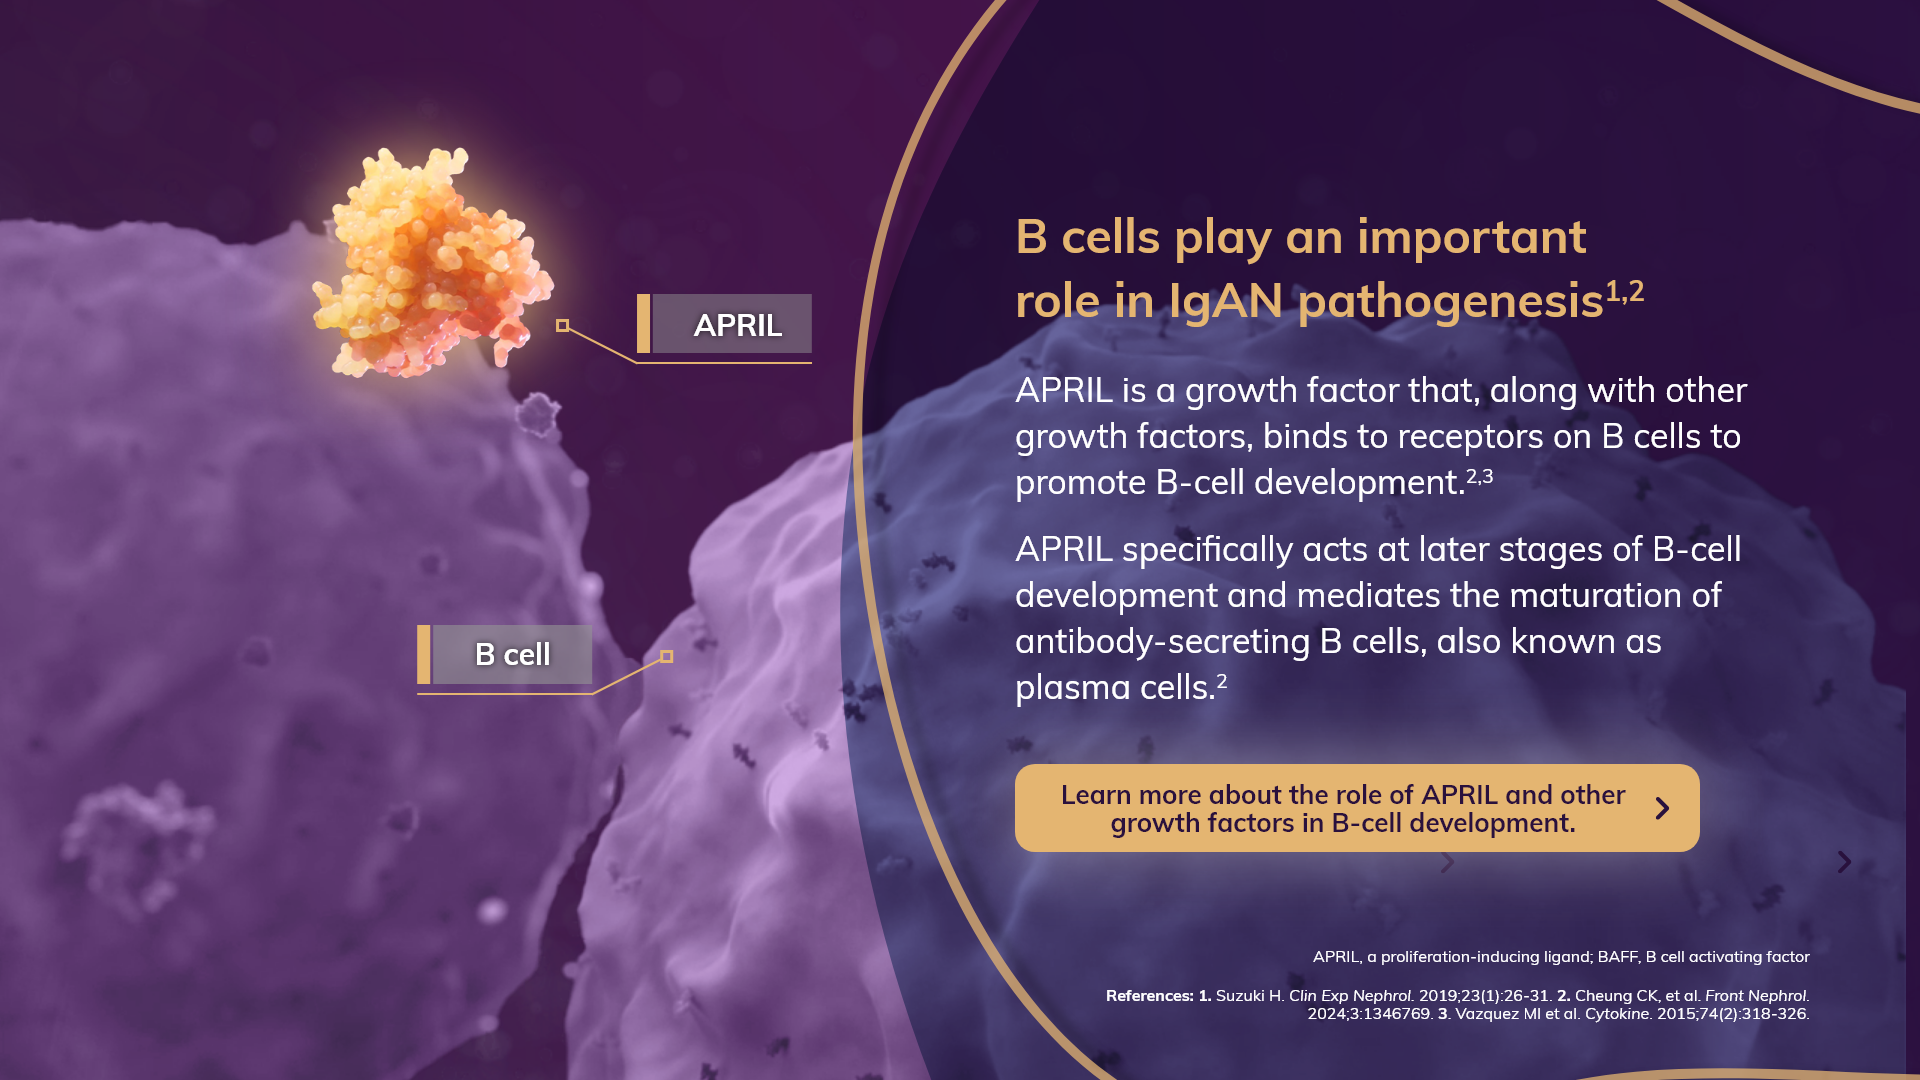 APRIL
B cell
B cells play an important
role in IgAN pathogenesis1,2
APRIL is a growth factor that, along with other
growth factors, binds to receptors on B cells to
promote B-cell development.2,3
APRIL specifically acts at later stages of B-cell
development and mediates the maturation of
antibody-secreting B cells, also known as
plasma cells.2
Learn more about the role of APRIL and other
growth factors in B-cell development.
APRIL, a proliferation-inducing ligand; BAFF, B cell activating factor
References: 1. Suzuki H. Clin Exp Nephrol. 2019;23(1):26-31. 2. Cheung CK, et al. Front Nephrol.
2024;3:1346769. 3. Vazquez MI et al. Cytokine. 2015;74(2):318-326.